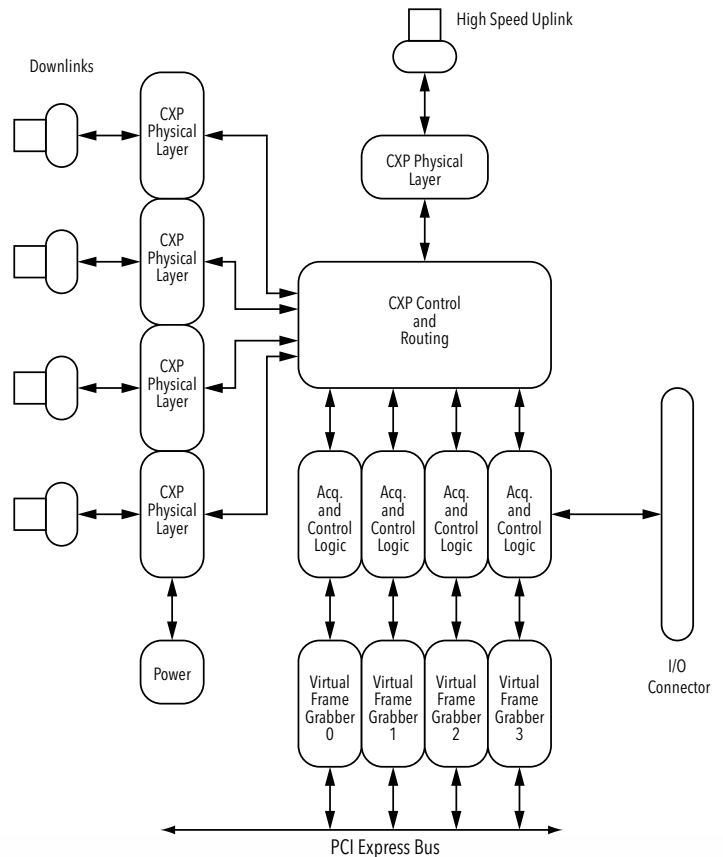 High Speed Uplink
Downlinks
CXP
Physical
Layer
CXP Physical
Layer
CXP
Physical
Layer
CXP Control
and
Routing
CXP
Physical
Layer
CXP
Physical
Layer
Acq.
and
Control
Logic
Acq.
and
Control
Logic
Acq.
and
Control
Logic
Acq.
and
Control
Logic
Power
Virtual
Frame
Grabber
0
Virtual
Frame
Grabber
1
Virtual
Frame
Grabber
2
Virtual
Frame
Grabber
3
I/O
Connector
PCI Express Bus